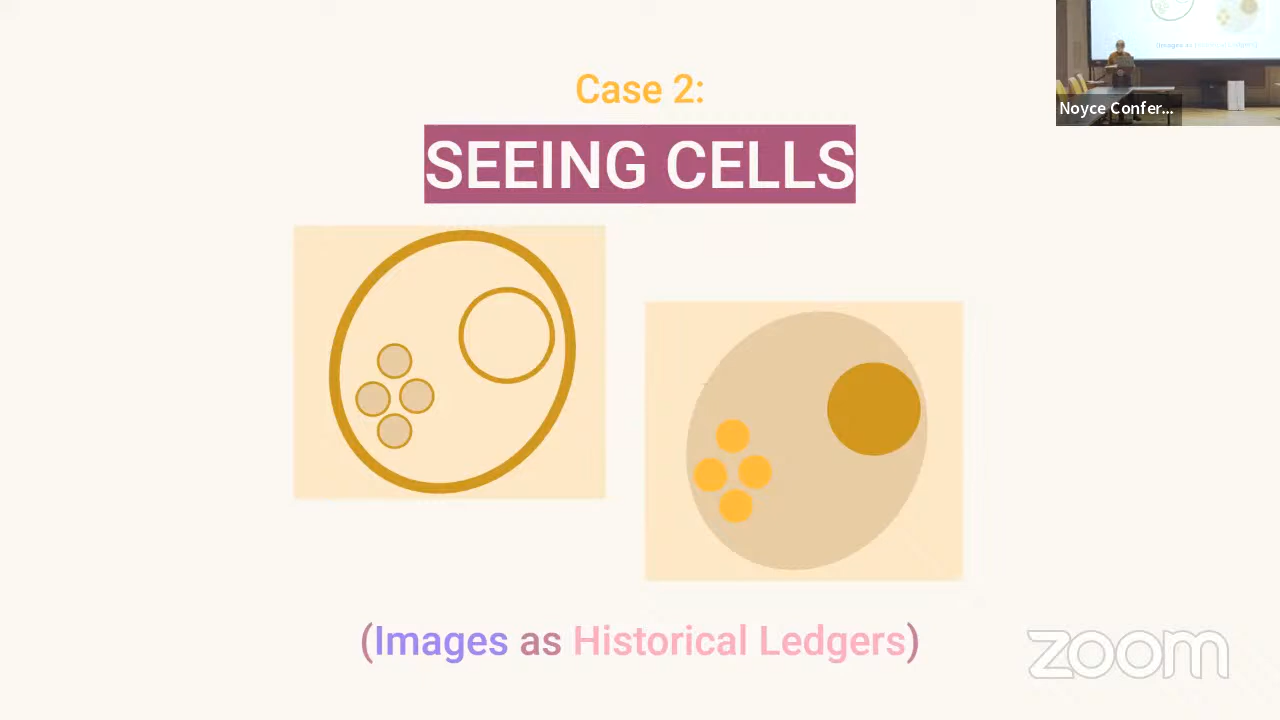 Case 2:
SEEING CELLS
(Images as Historical Ledgers)
Noyce Confer...
zoom